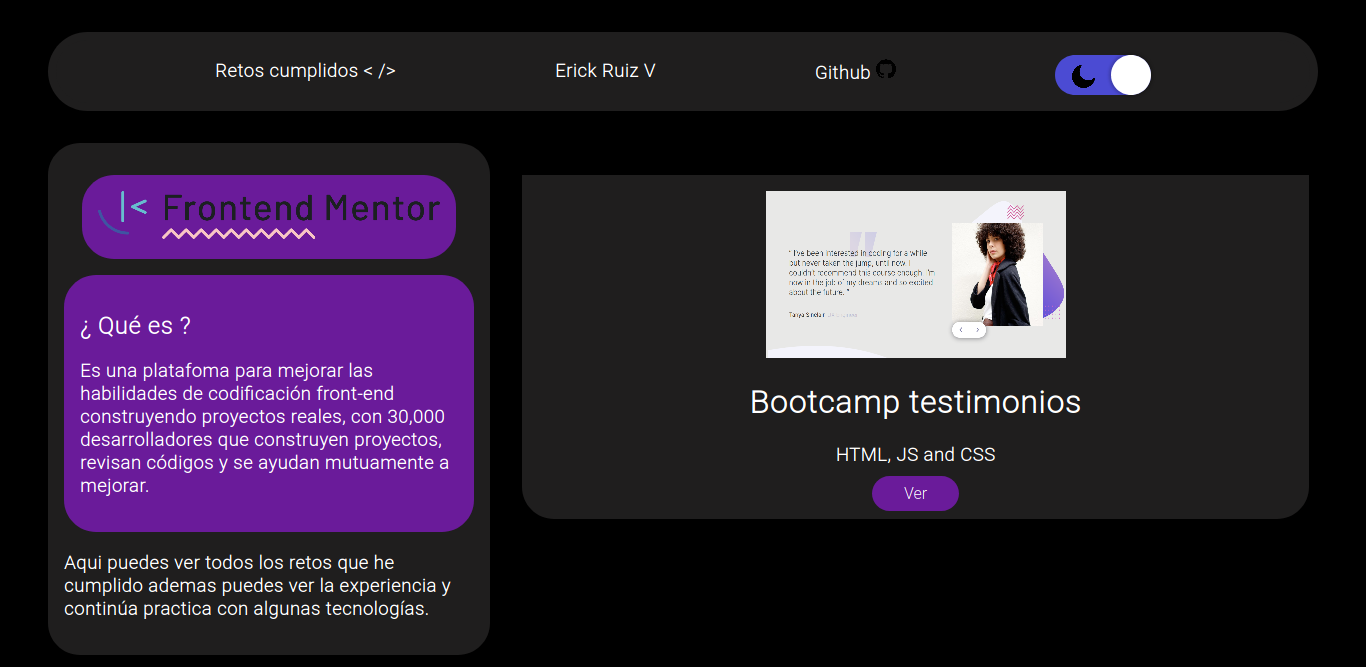 Retos cumplidos < />
Erick Ruiz V
Github
Frontend Mentor
¿ Qué es ?
Es una platafoma para mejorar las
habilidades de codificación front-end
construyendo proyectos reales, con 30,000
desarrolladores que construyen proyectos,
revisan códigos y se ayudan mutuamente a
mejorar.
Aqui puedes ver todos los retos que he
cumplido ademas puedes ver la experiencia y
continúa practica con algunas tecnologías.
“ I’ve been interested in coding for a while
but never taken the jump, until now. I
couldn’t recommend this course enough. I’m
now in the job of my dreams and so excited
about the future. ”
Tanya Sinclair
Bootcamp testimonios
HTML, JS and CSS
Ver